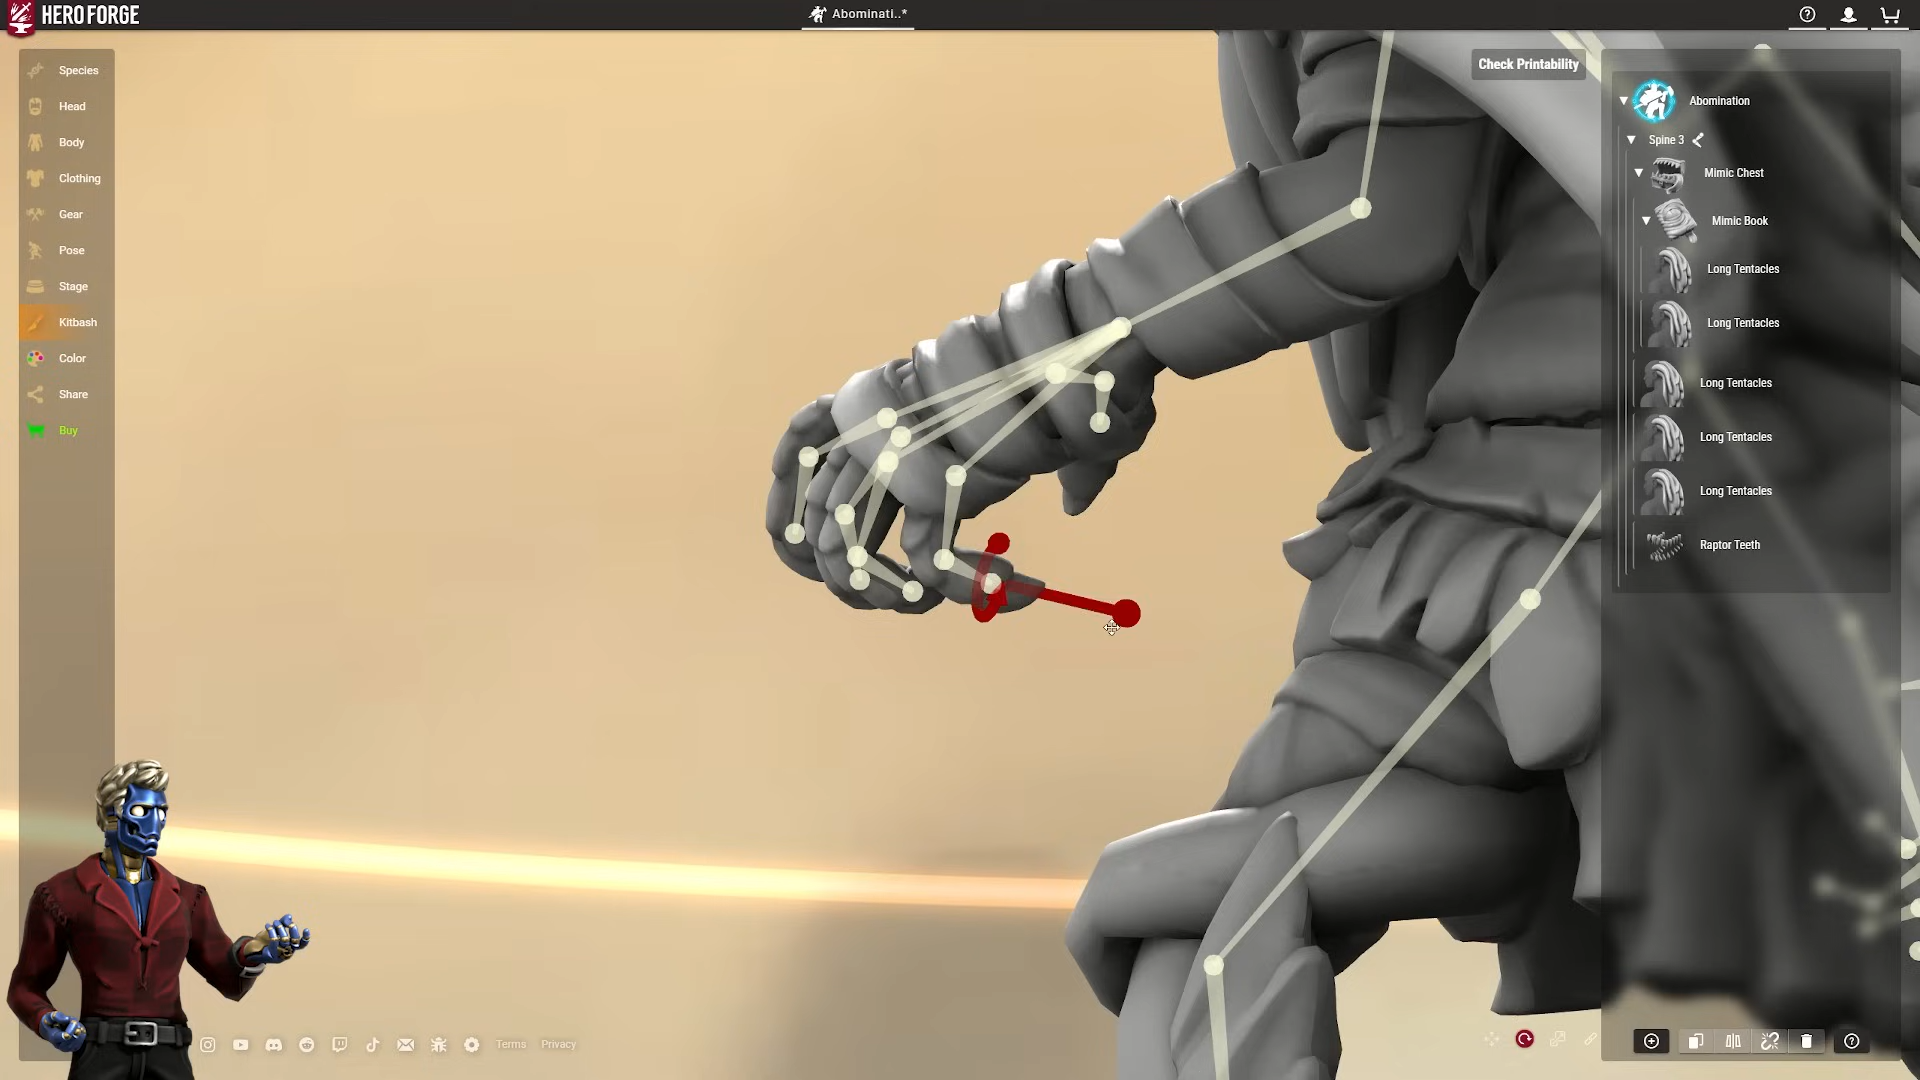 HERO FORGE
Abominati..*
Check Printability
Species
Head
Body
Clothing
Gear
Pose
Stage
Kitbash
Color
Share
Buy
Abomination
Spine 3
Mimic Chest
Mimic Book
Long Tentacles
Long Tentacles
Long Tentacles
Long Tentacles
Long Tentacles
Raptor Teeth
Terms
Privacy